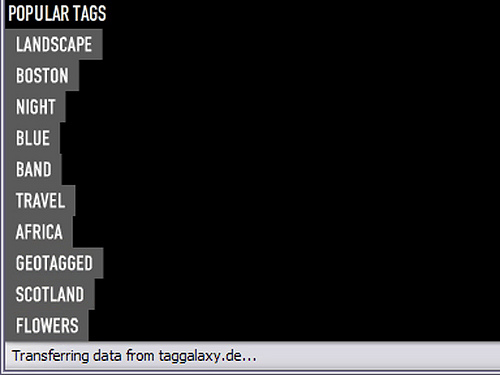 POPULAR TAGS
LANDSCAPE
BOSTON
NIGHT
BLUE
BAND
TRAVEL
AFRICA
GEOTAGGED
SCOTLAND
FLOWERS
Transferring data from taggalaxy.de...